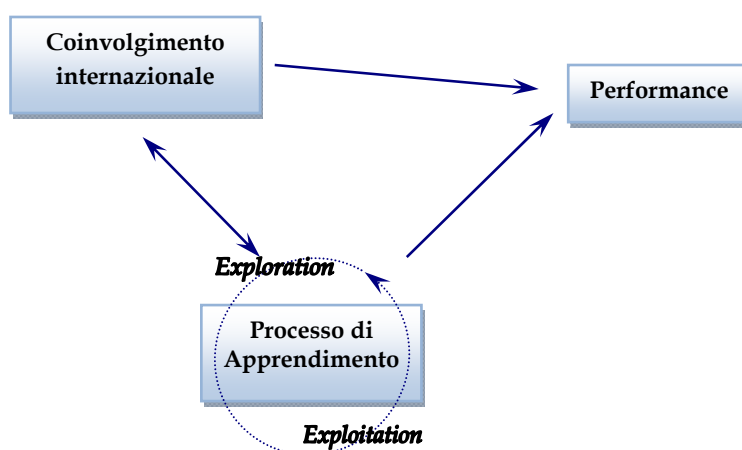 Coinvolgimento
internazionale
Performance
Exploration
Processo di
Apprendimento
Exploitation